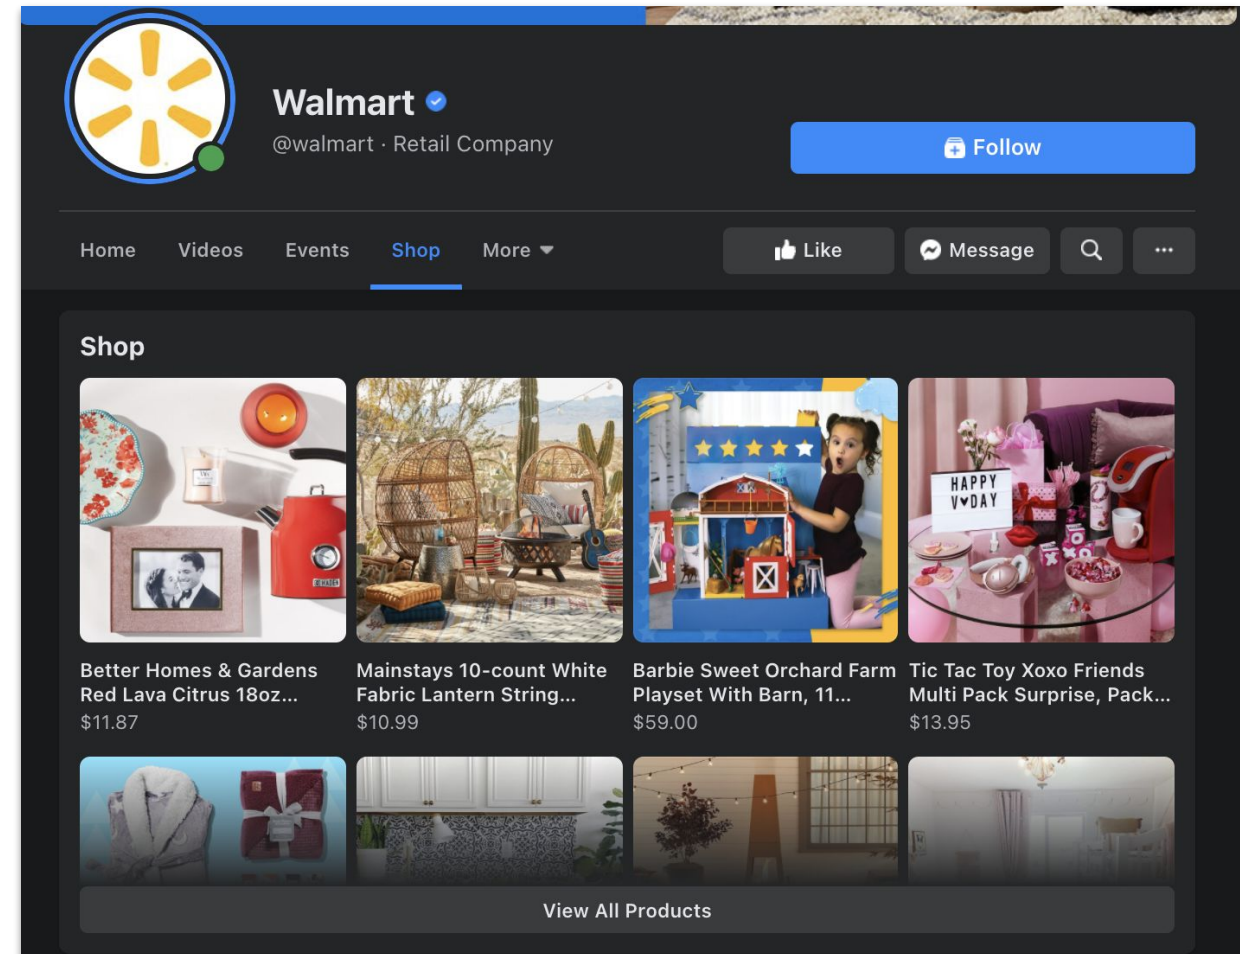 Walmart
@walmart · Retail Company
Follow
Home Videos Events Shop More
Like Message
Shop
HAPPY
V♥DAY
Better Homes & Gardens
Red Lava Citrus 18oz...
$11.87
Mainstays 10-count White
Fabric Lantern String...
$10.99
Barbie Sweet Orchard Farm
Playset With Barn, 11...
$59.00
Tic Tac Toy Xoxo Friends
Multi Pack Surprise, Pack...
$13.95
View All Products